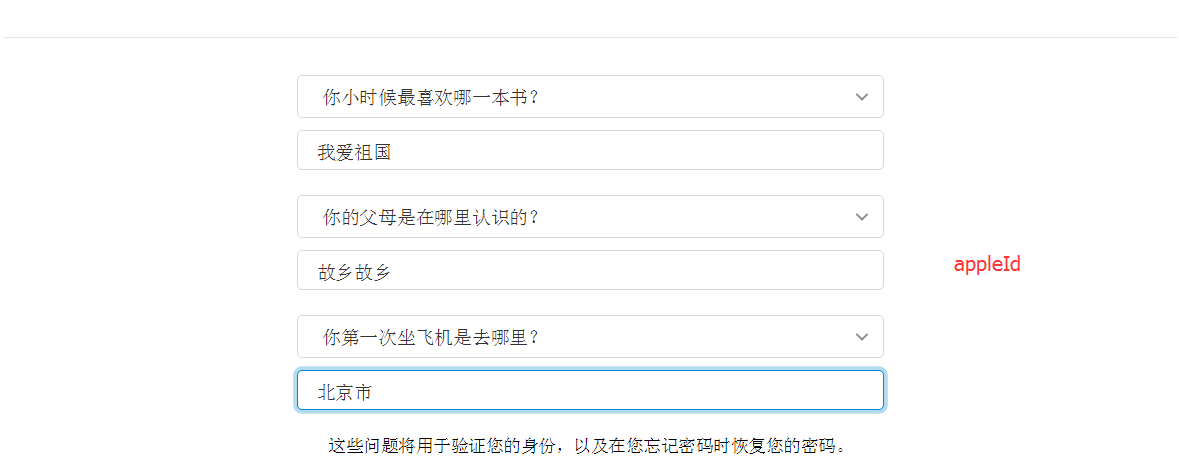 你小时候最喜欢哪一本书？
我爱祖国
你的父母是在哪里认识的？
故乡故乡
appleId
你第一次坐飞机是去哪里？
北京市
这些问题将用于验证您的身份，以及在您忘记密码时恢复您的密码。